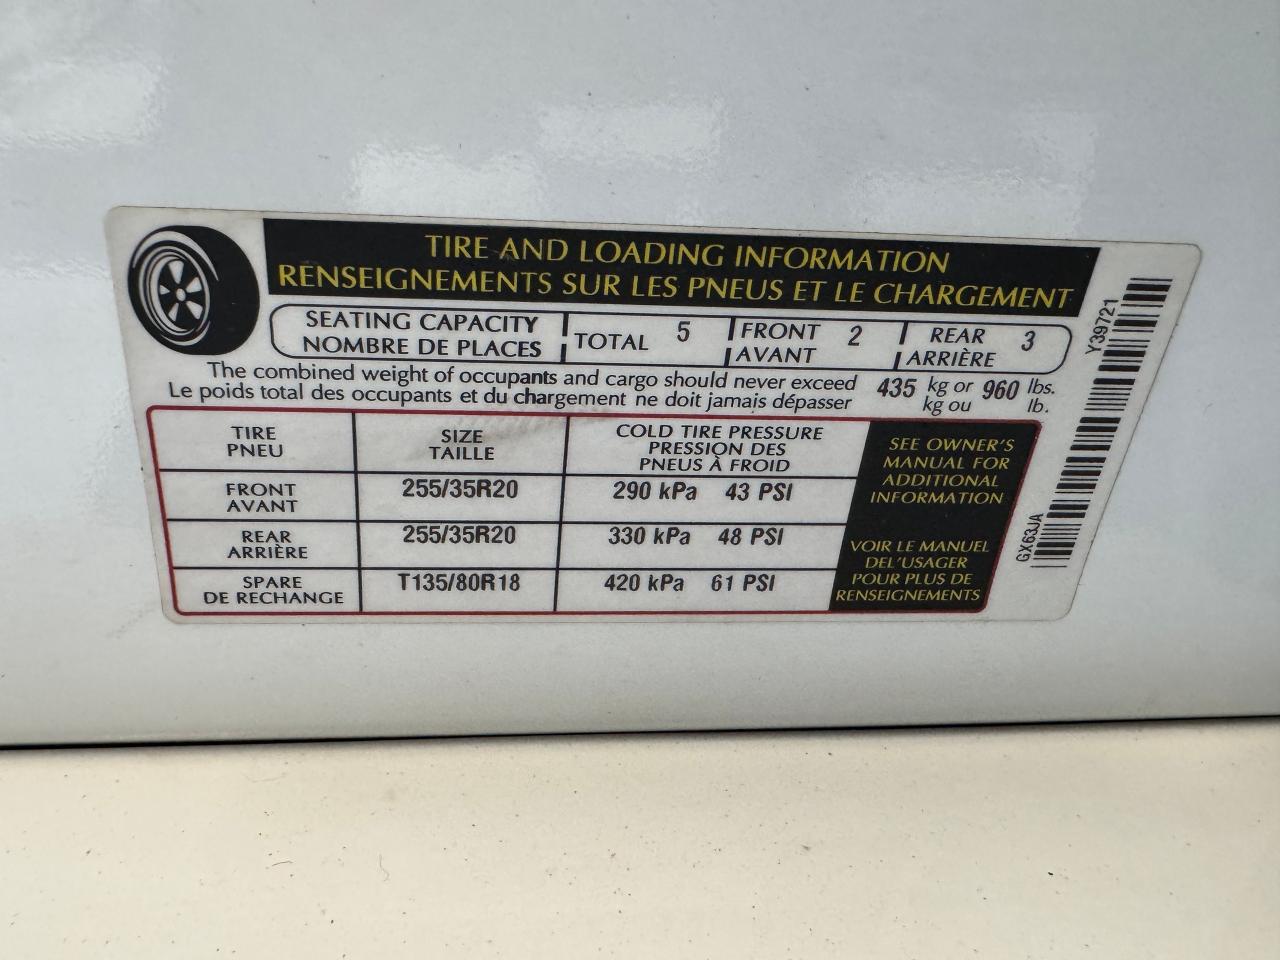 TIRE AND LOADING INFORMATION
RENSEIGNEMENTS SUR LES PNEUS ET LE CHARGEMENT
SEATING CAPACITY
NOMBRE DE PLACES
TOTAL 5
FRONT
AVANT 2
REAR
ARRIÈRE 3
The combined weight of occupants and cargo should never exceed 435 kg or 960 lbs.
Le poids total des occupants et du chargement ne doit jamais dépasser kg ou lb.
TIRE
PNEU
SIZE
TAILLE
COLD TIRE PRESSURE
PRESSION DES
PNEUS À FROID
FRONT
AVANT
255/35R20
290 kPa 43 PSI
REAR
ARRIÈRE
255/35R20
330 kPa 48 PSI
SPARE
DE RECHANGE
T135/80R18
420 kPa 61 PSI
SEE OWNER'S
MANUAL FOR
ADDITIONAL
INFORMATION
VOIR LE MANUEL
DEL'USAGER
POUR PLUS DE
RENSEIGNEMENTS
GX63JA
Y39721